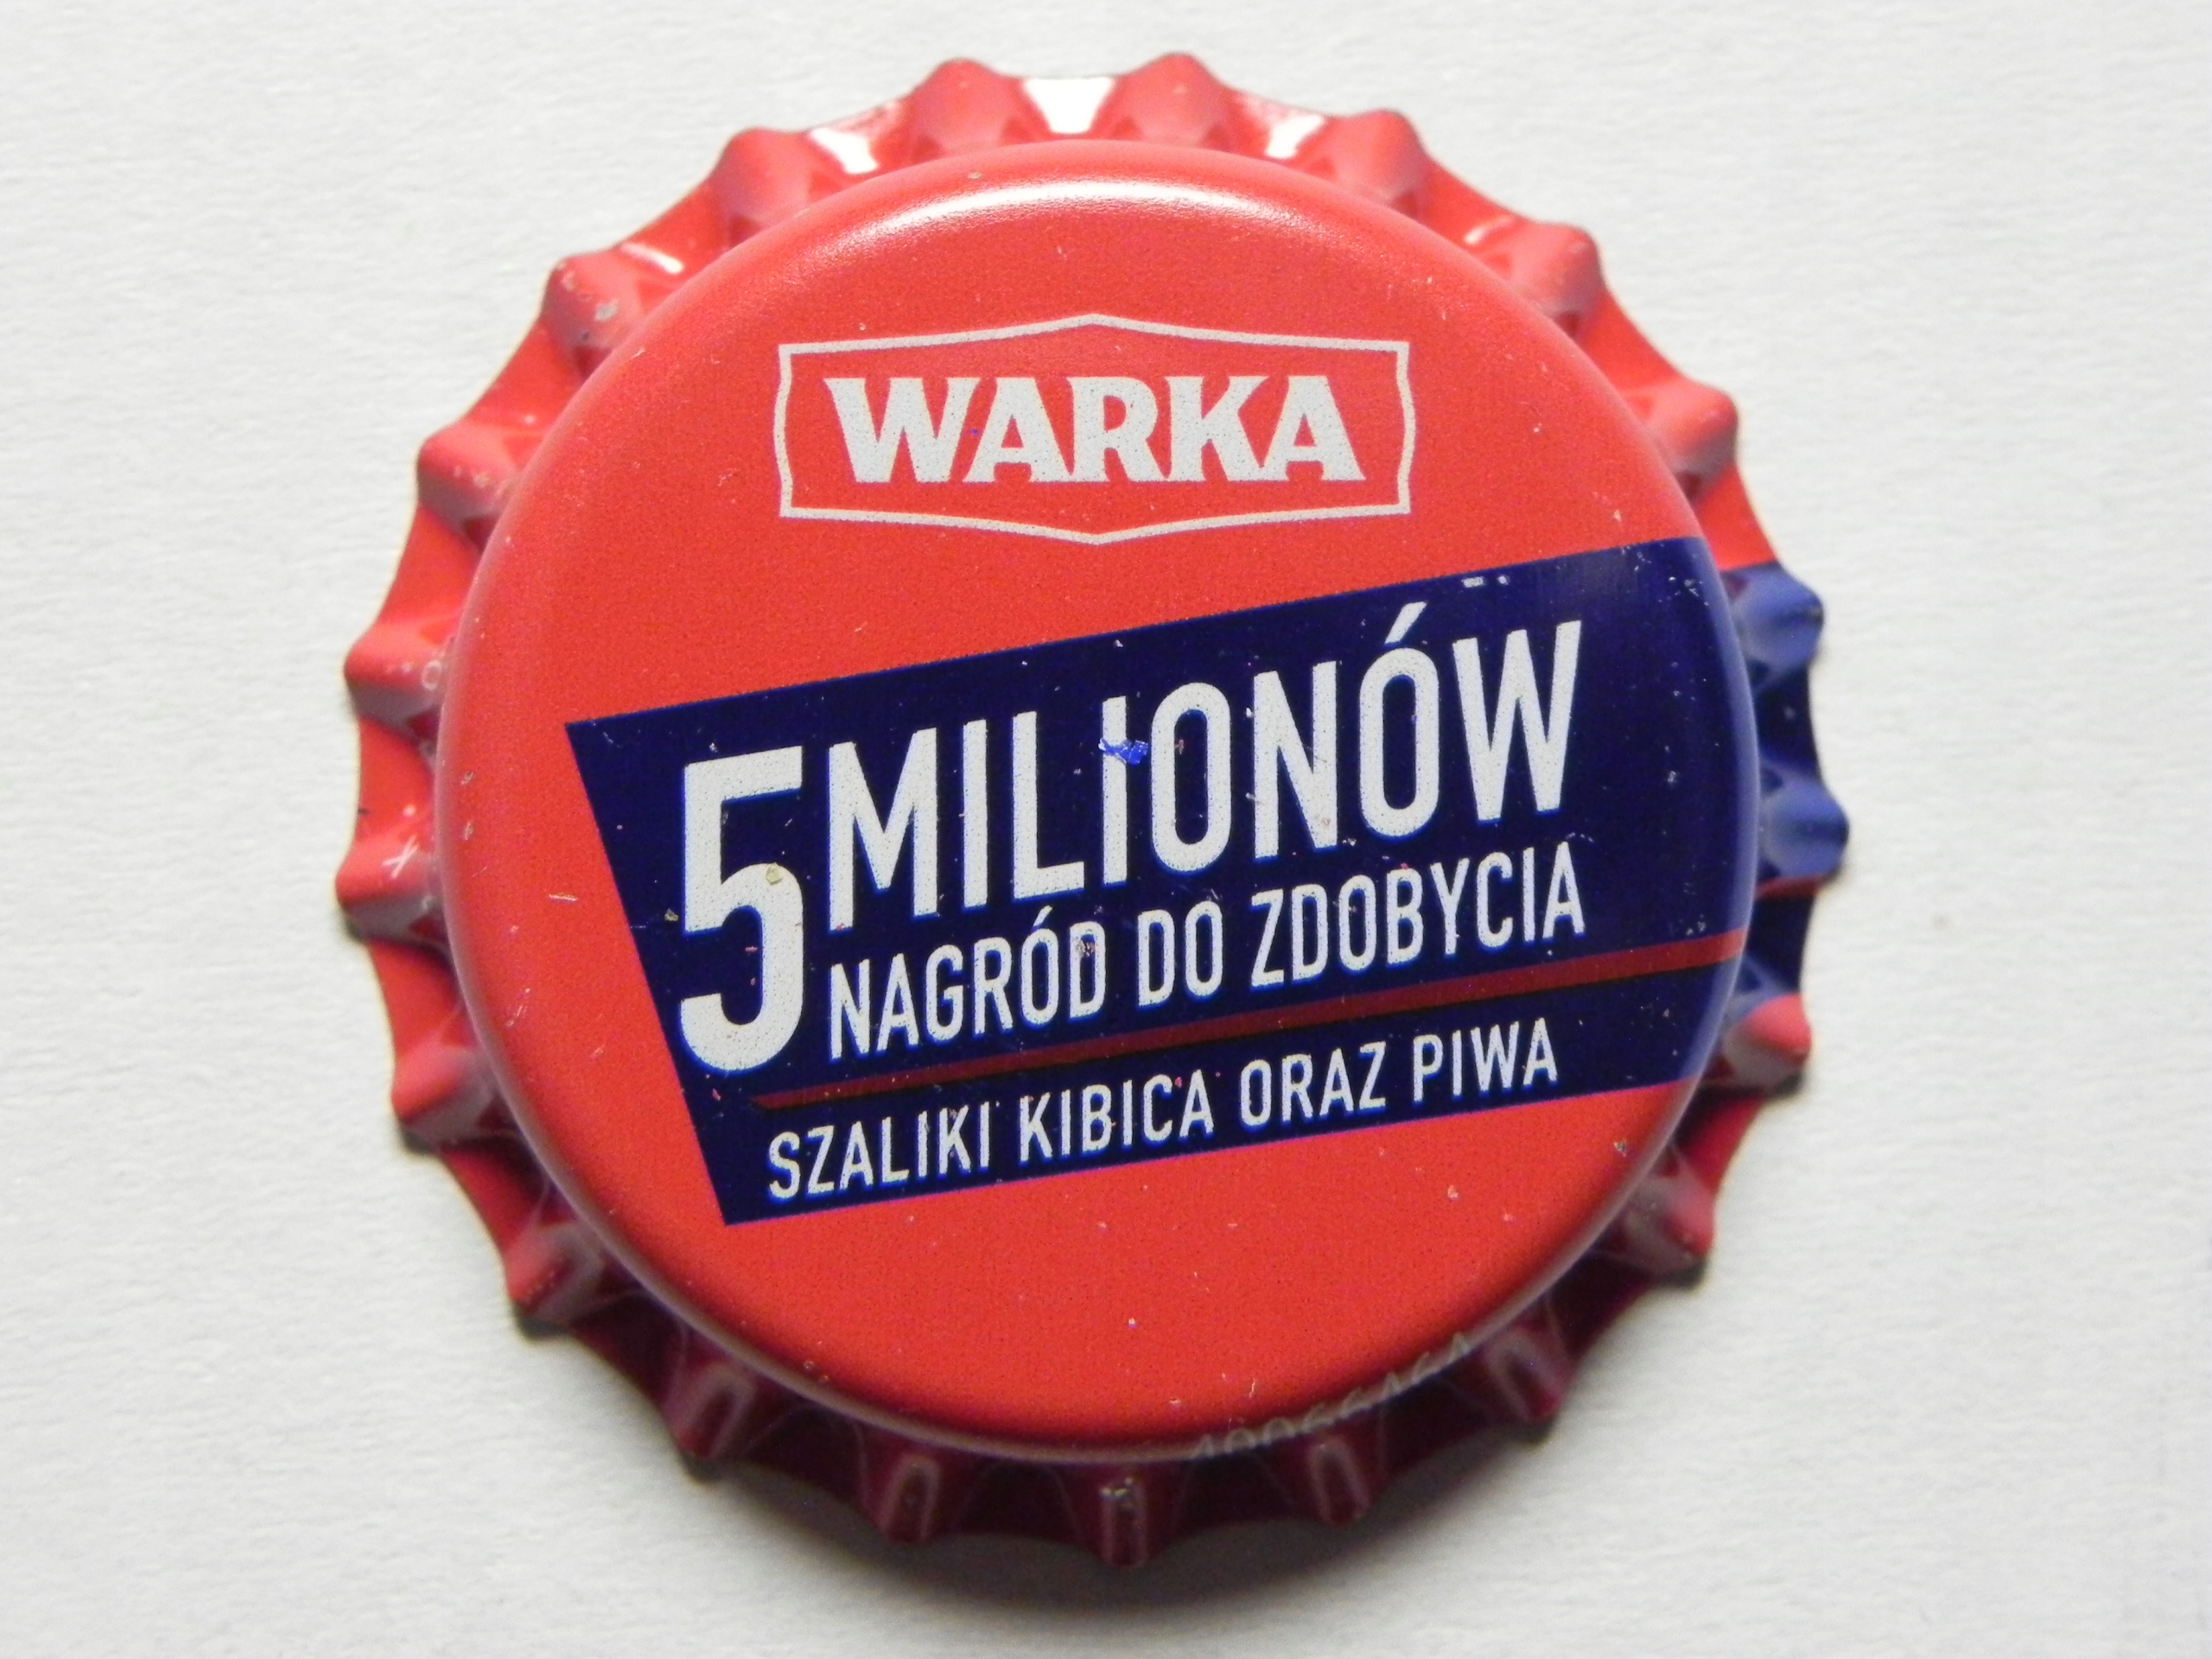 WARKA
5 MILIONÓW
NAGRÓD DO ZDOBYCIA
SZALIKI KIBICA ORAZ PIWA